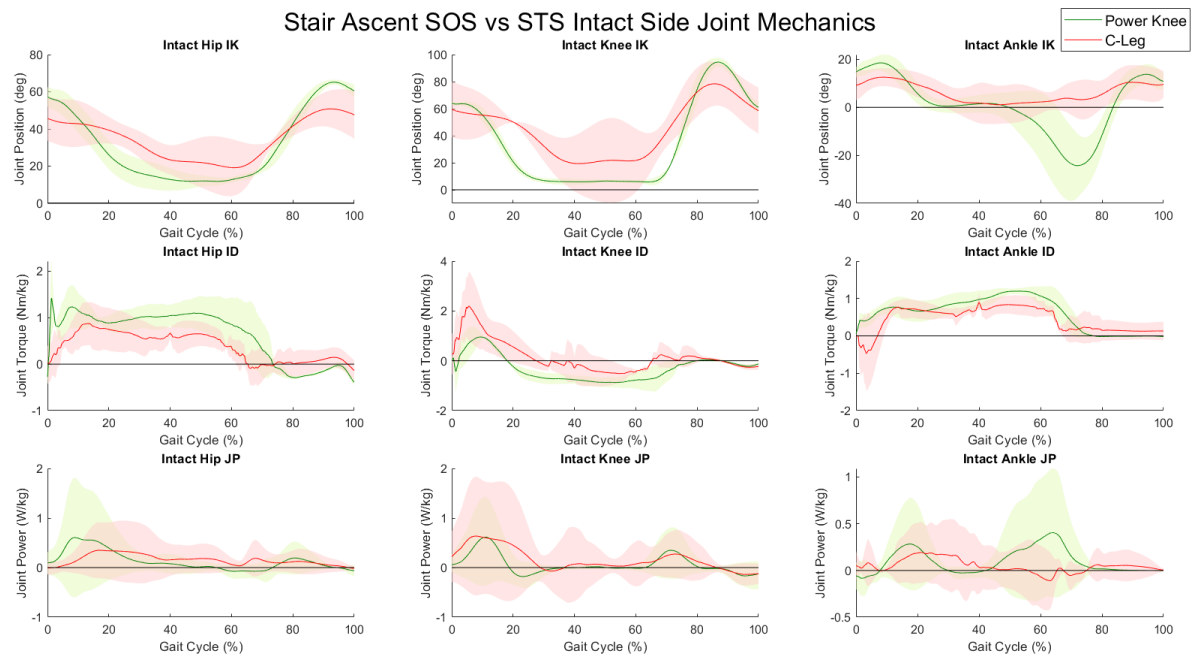 Stair Ascent SOS vs STS Intact Side Joint Mechanics
Power Knee
C-Leg
Intact Hip IK
80
60
40
20
0
Joint Position (deg)
0 20 40 60 80 100
Gait Cycle (%)
Intact Knee IK
100
80
60
40
20
0
Joint Position (deg)
0 20 40 60 80 100
Gait Cycle (%)
Intact Ankle IK
20
0
-20
-40
Joint Position (deg)
0 20 40 60 80 100
Gait Cycle (%)
Intact Hip ID
2
1
0
-1
Joint Torque (Nm/kg)
0 20 40 60 80 100
Gait Cycle (%)
Intact Knee ID
4
2
0
-2
Joint Torque (Nm/kg)
0 20 40 60 80 100
Gait Cycle (%)
Intact Ankle ID
2
1
0
-1
-2
Joint Torque (Nm/kg)
0 20 40 60 80 100
Gait Cycle (%)
Intact Hip JP
2
1
0
-1
Joint Power (W/kg)
0 20 40 60 80 100
Gait Cycle (%)
Intact Knee JP
2
1
0
-1
Joint Power (W/kg)
0 20 40 60 80 100
Gait Cycle (%)
Intact Ankle JP
1
0.5
0
-0.5
Joint Power (W/kg)
0 20 40 60 80 100
Gait Cycle (%)